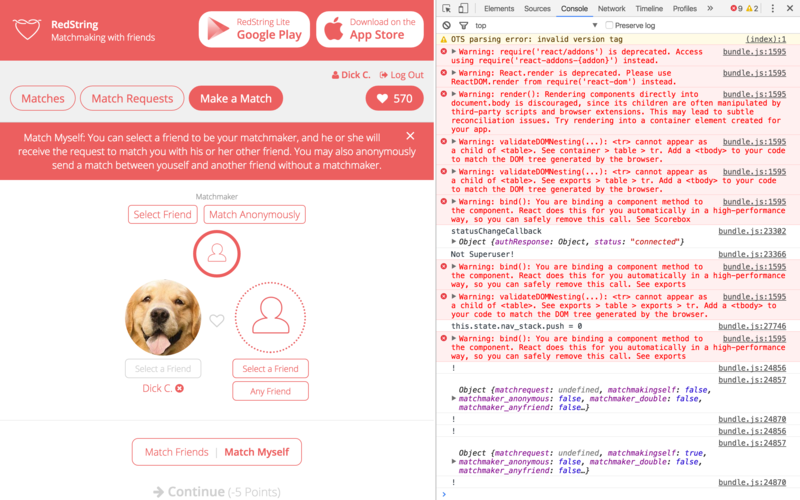 RedString
Matchmaking with friends
RedString Lite
Google Play
Download on the
App Store
Dick C. Log Out
Matches Match Requests Make a Match 570
Match Myself: You can select a friend to be your matchmaker, and he or she will
receive the request to match you with his or her other friend. You may also anonymously
send a match between youself and another friend without a matchmaker.
Matchmaker
Select Friend Match Anonymously
Select a Friend Select a Friend
Dick C. Any Friend
Match Friends | Match Myself
Continue (-5 Points)
Elements Sources Console Network Timeline Profiles » 9 2
top Preserve log
OTS parsing error: invalid version tag (index):1
Warning: require('react/addons') is deprecated. Access bundle.js:1595
using require('react-addons-{addon}') instead.
Warning: React.render is deprecated. Please use bundle.js:1595
ReactDOM.render from require('react-dom') instead.
Warning: render(): Rendering components directly into bundle.js:1595
document.body is discouraged, since its children are often manipulated by
third-party scripts and browser extensions. This may lead to subtle
reconciliation issues. Try rendering into a container element created for
your app.
Warning: validateDOMNesting(...): <tr> cannot appear as bundle.js:1595
a child of <table>. See container > table > tr. Add a <tbody> to your code
to match the DOM tree generated by the browser.
Warning: validateDOMNesting(...): <tr> cannot appear as bundle.js:1595
a child of <table>. See exports > table > tr. Add a <tbody> to your code
to match the DOM tree generated by the browser.
Warning: bind(): You are binding a component method to bundle.js:1595
the component. React does this for you automatically in a high-performance
way, so you can safely remove this call. See Scorebox
statusChangeCallback bundle.js:23302
Object {authResponse: Object, status: "connected"}
Not Superuser! bundle.js:23366
Warning: bind(): You are binding a component method to bundle.js:1595
the component. React does this for you automatically in a high-performance
way, so you can safely remove this call. See exports
Warning: validateDOMNesting(...): <tr> cannot appear as bundle.js:1595
a child of <table>. See exports > table > exports > tr. Add a <tbody> to
your code to match the DOM tree generated by the browser.
this.state.nav_stack.push = 0 bundle.js:27746
Warning: bind(): You are binding a component method to bundle.js:1595
the component. React does this for you automatically in a high-performance
way, so you can safely remove this call. See exports
! bundle.js:24856
bundle.js:24857
Object {matchrequest: undefined, matchmakingself: false,
matchmaker_anonymous: false, matchmaker_double: false,
matchmaker_anyfriend: false…}
! bundle.js:24870
! bundle.js:24856
bundle.js:24857
Object {matchrequest: undefined, matchmakingself: true,
matchmaker_anonymous: false, matchmaker_double: false,
matchmaker_anyfriend: false…}
! bundle.js:24870